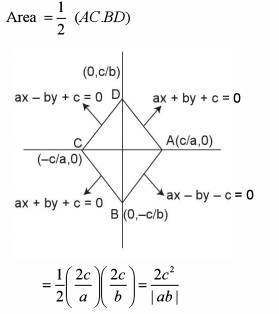 Area = 1/2 (AC.BD)
(0,c/b)
D
ax – by + c = 0
ax + by + c = 0
C
A(c/a,0)
(–c/a,0)
ax + by + c = 0
ax – by – c = 0
B (0,–c/b)
= 1/2 (2c/a) (2c/b) = 2c²/|ab|